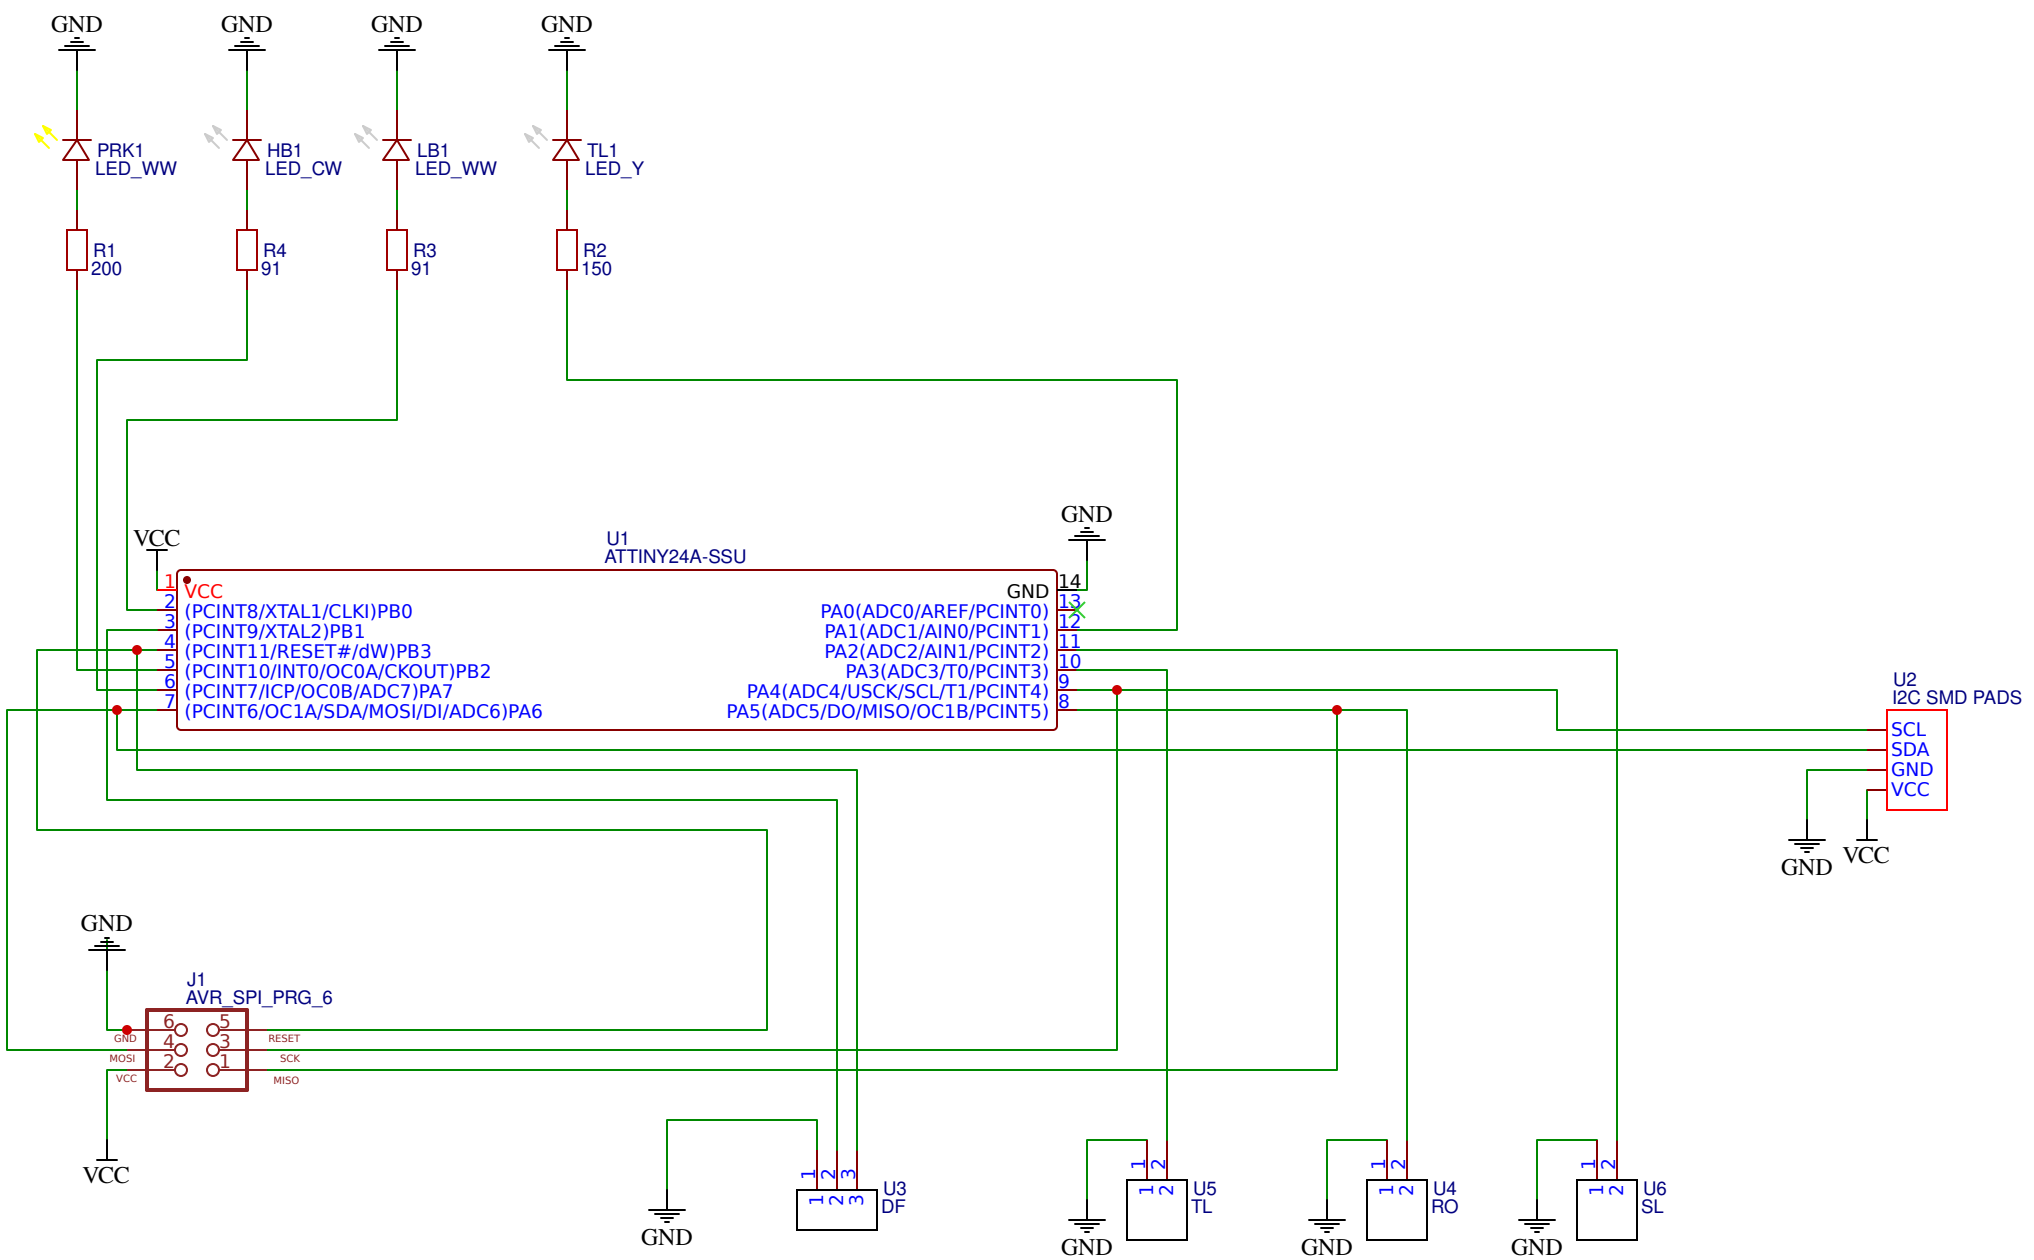 GND GND GND GND
PRK1 HB1 LB1 TL1
LED_WW LED_CW LED_WW LED_Y
R1 R4 R3 R2
200 91 91 150
VCC U1 GND
ATTINY24A-SSU
1 VCC GND 14
2 (PCINT8/XTAL1/CLKI)PB0 PA0(ADC0/AREF/PCINT0) 13
3 (PCINT9/XTAL2)PB1 PA1(ADC1/AIN0/PCINT1) 12
4 (PCINT11/RESET#/dW)PB3 PA2(ADC2/AIN1/PCINT2) 11
5 (PCINT10/INT0/OC0A/CKOUT)PB2 PA3(ADC3/T0/PCINT3) 10
6 (PCINT7/ICP/OC0B/ADC7)PA7 PA4(ADC4/USCK/SCL/T1/PCINT4) 9
7 (PCINT6/OC1A/SDA/MOSI/DI/ADC6)PA6 PA5(ADC5/DO/MISO/OC1B/PCINT5) 8
U2
I2C SMD PADS
SCL
SDA
GND
VCC
GND VCC
GND
J1
AVR_SPI_PRG_6
6 5
GND RESET
4 3
MOSI SCK
2 1
VCC MISO
VCC
1 2 3 1 2 1 2 1 2
1 2 3 U3 1 2 U5 1 2 U4 1 2 U6
DF TL RO SL
GND GND GND GND